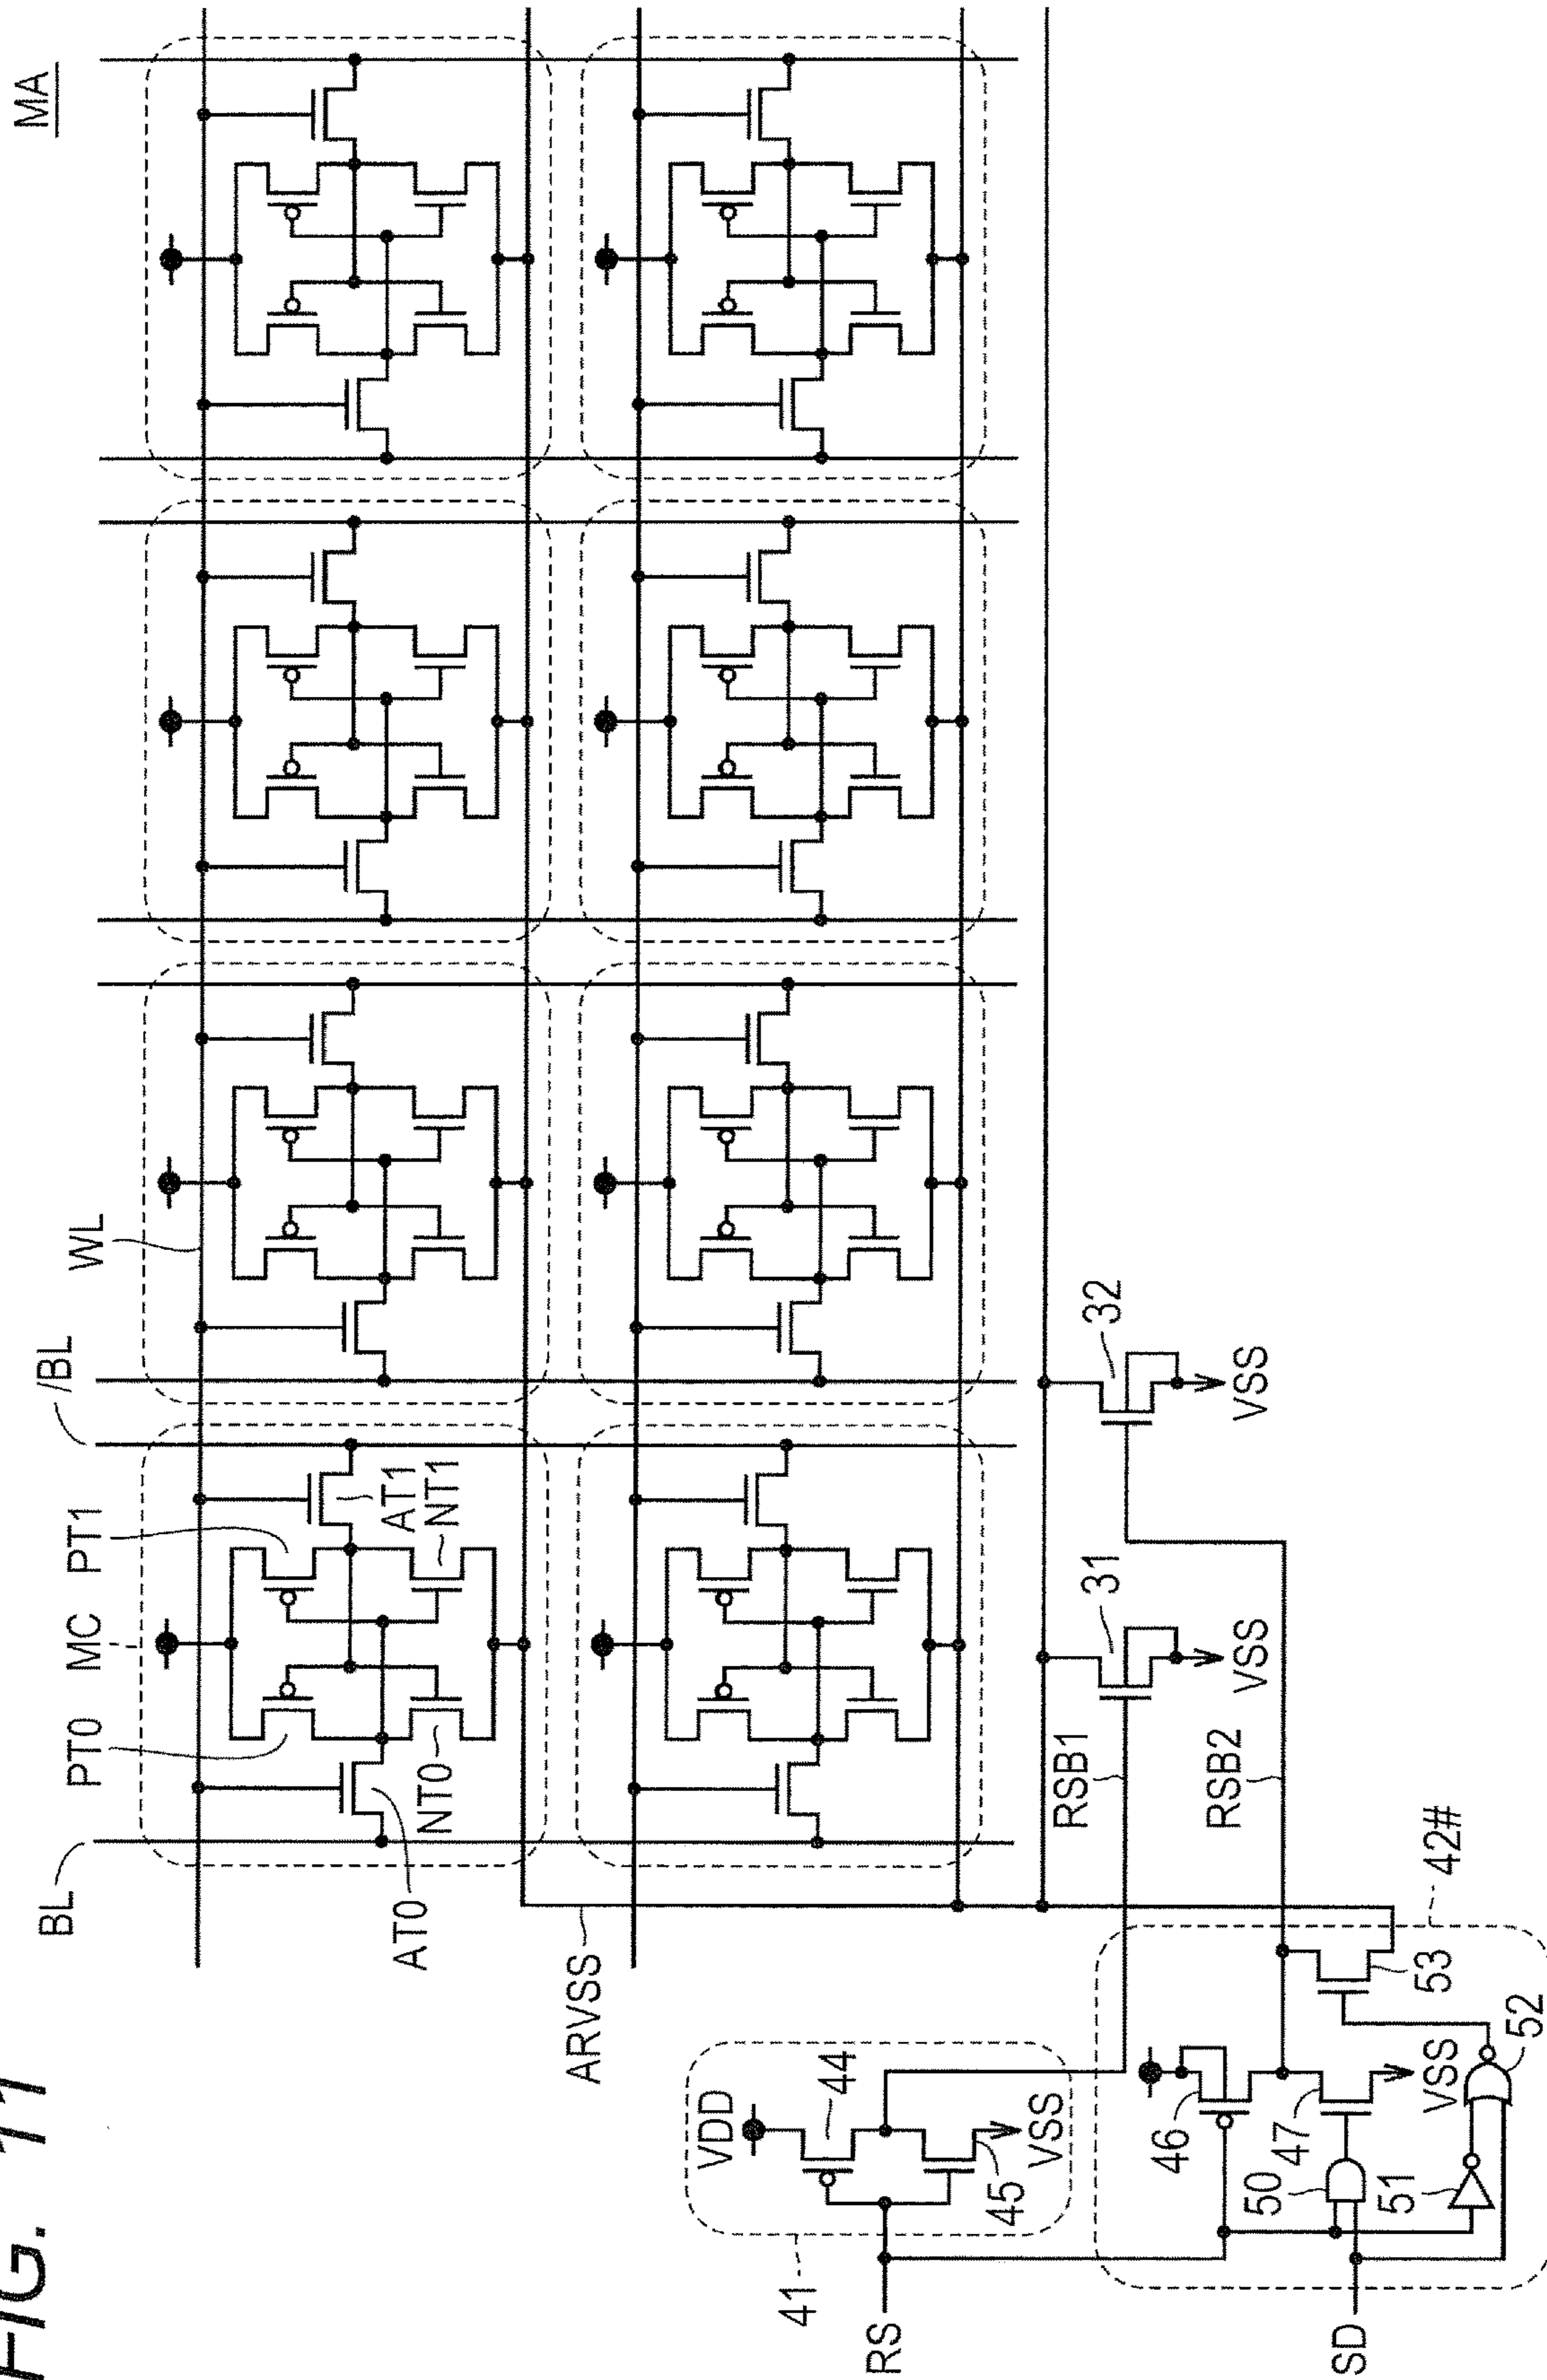 FIG. 11
MA
BL
/BL
WL
PT0
MC
PT1
AT1
NT1
NT0
AT0
ARVSS
RSB1
31
VSS
32
VSS
RSB2
42#
41
VDD
44
45
VSS
RS
46
47
VSS
50
51
52
53
SD